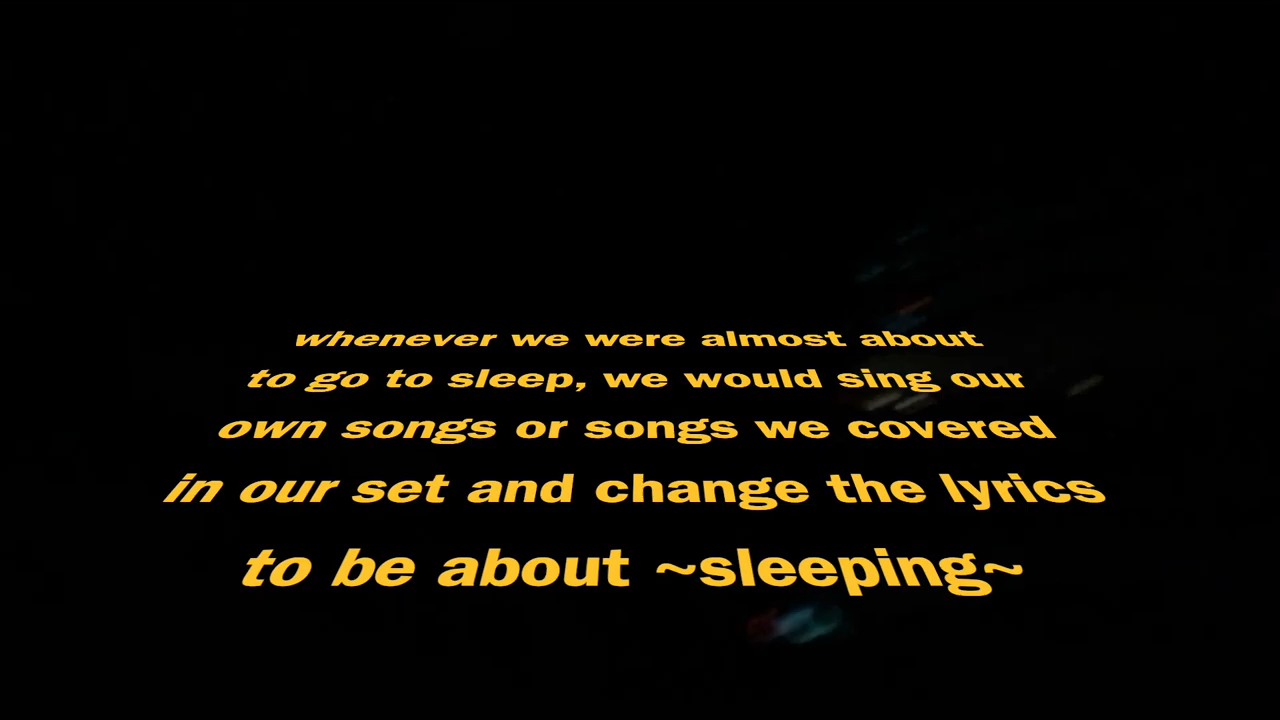 whenever we were almost about
to go to sleep, we would sing our
own songs or songs we covered
in our set and change the lyrics
to be about ~sleeping~